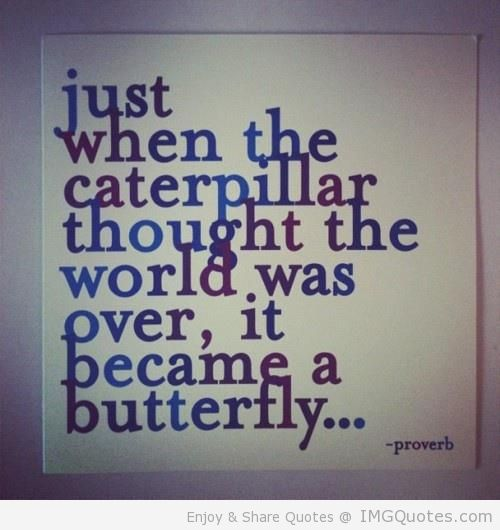 just
when the
caterpillar
thought the
world was
over, it
became a
butterfly...
-proverb
Enjoy & Share Quotes @ IMGQuotes.com